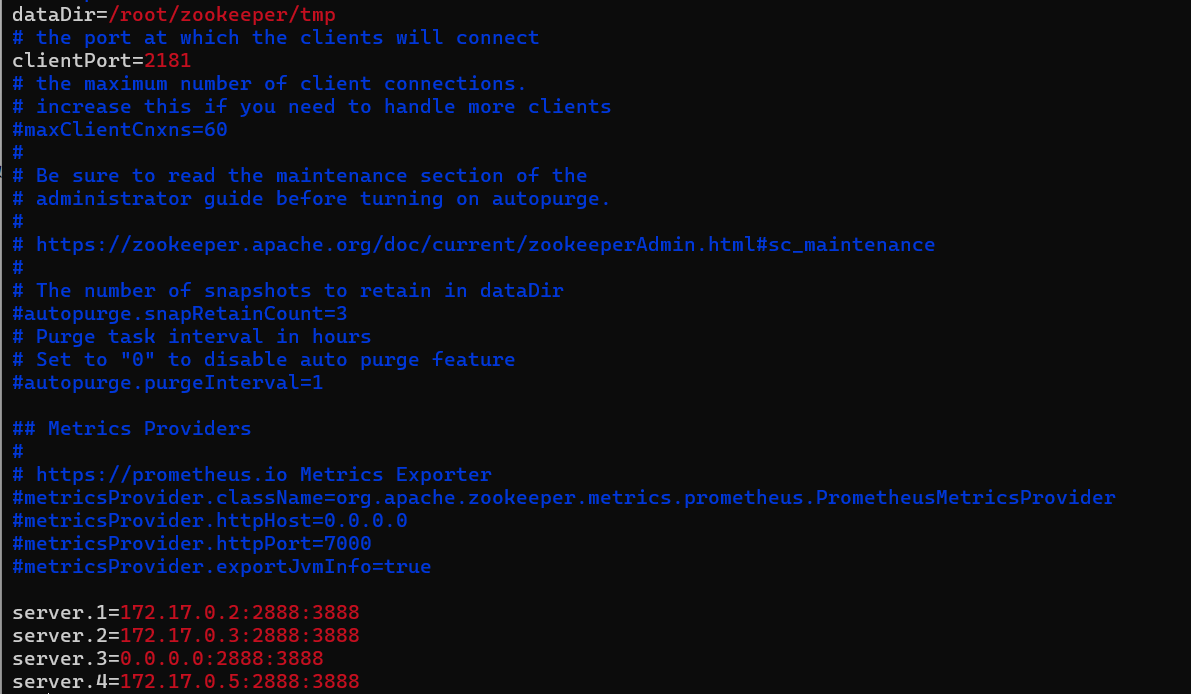 dataDir=/root/zookeeper/tmp
# the port at which the clients will connect
clientPort=2181
# the maximum number of client connections.
# increase this if you need to handle more clients
#maxClientCnxns=60
#
# Be sure to read the maintenance section of the
# administrator guide before turning on autopurge.
#
# https://zookeeper.apache.org/doc/current/zookeeperAdmin.html#sc_maintenance
#
# The number of snapshots to retain in dataDir
#autopurge.snapRetainCount=3
# Purge task interval in hours
# Set to "0" to disable auto purge feature
#autopurge.purgeInterval=1
## Metrics Providers
#
# https://prometheus.io Metrics Exporter
#metricsProvider.className=org.apache.zookeeper.metrics.prometheus.PrometheusMetricsProvider
#metricsProvider.httpHost=0.0.0.0
#metricsProvider.httpPort=7000
#metricsProvider.exportJvmInfo=true
server.1=172.17.0.2:2888:3888
server.2=172.17.0.3:2888:3888
server.3=0.0.0.0:2888:3888
server.4=172.17.0.5:2888:3888